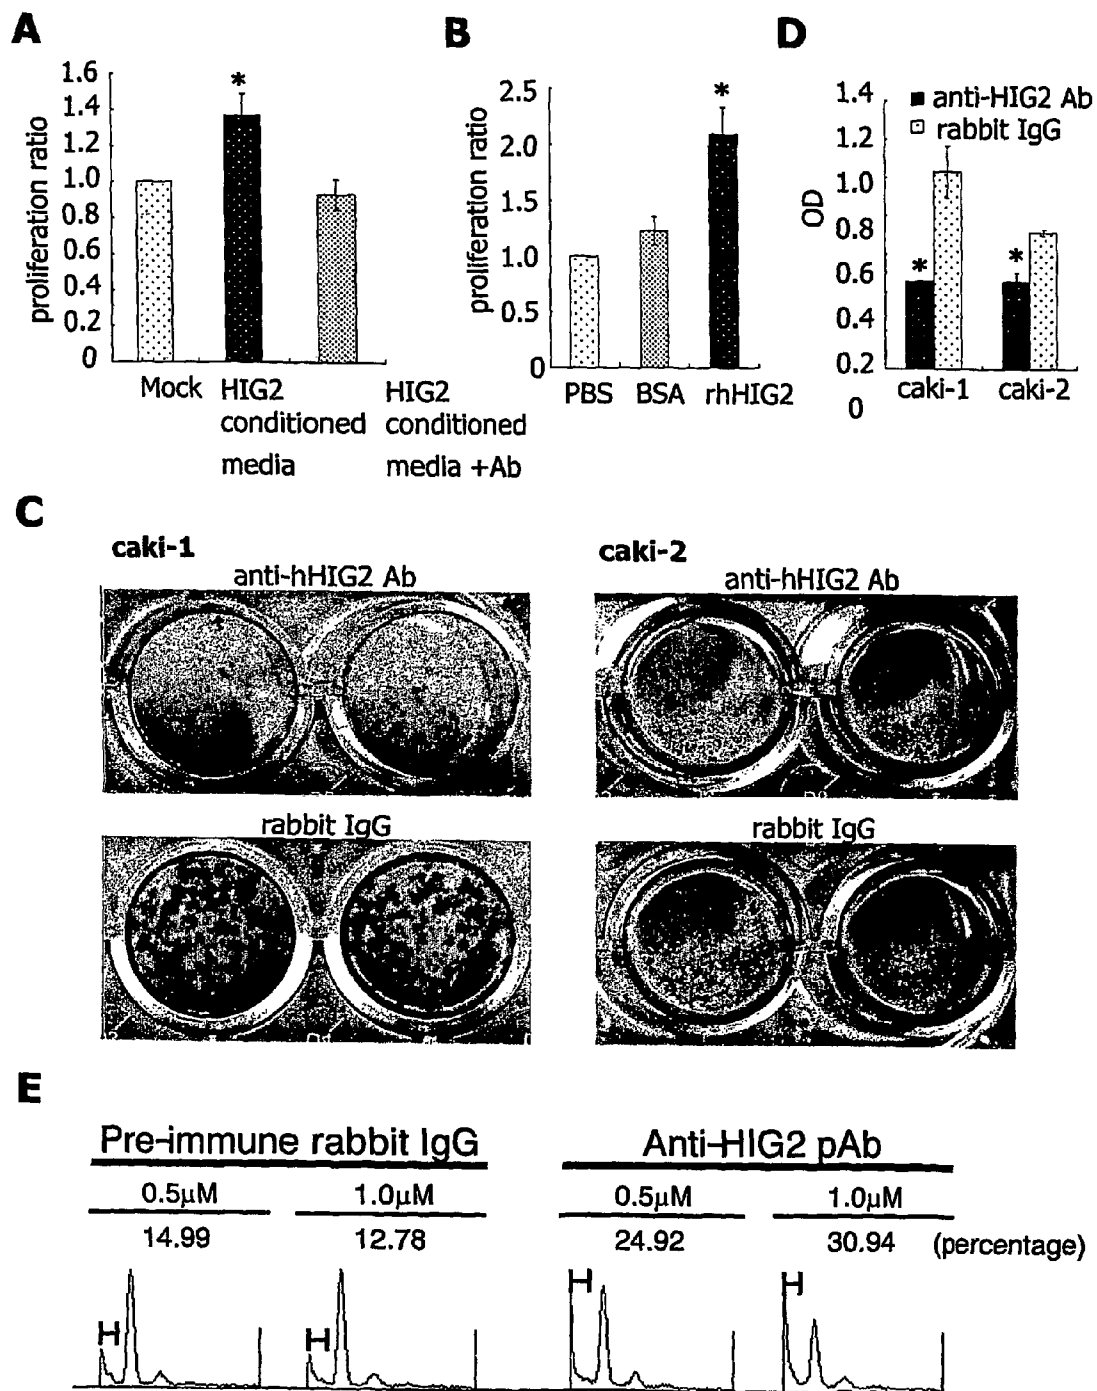 A
1.6
1.4
1.2
1.0
0.8
0.6
0.4
0.2
0
proliferation ratio
*
Mock
HIG2
conditioned
media
HIG2
conditioned
media +Ab
B
2.5
2.0
1.5
1.0
0.5
0
proliferation ratio
*
PBS
BSA
rhHIG2
D
1.4
1.2
1.0
0.8
0.6
0.4
0.2
0
OD
anti-HIG2 Ab
rabbit IgG
*
*
caki-1
caki-2
C
caki-1
anti-hHIG2 Ab
rabbit IgG
caki-2
anti-hHIG2 Ab
rabbit IgG
E
Pre-immune rabbit IgG
Anti-HIG2 pAb
0.5μM
1.0μM
0.5μM
1.0μM
14.99
12.78
24.92
30.94
(percentage)